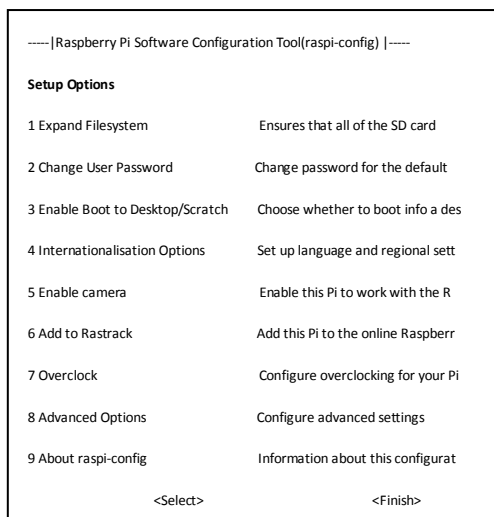 -----|Raspberry Pi Software Configuration Tool(raspi-config) |-----
Setup Options
1 Expand Filesystem Ensures that all of the SD card
2 Change User Password Change password for the default
3 Enable Boot to Desktop/Scratch Choose whether to boot info a des
4 Internationalisation Options Set up language and regional sett
5 Enable camera Enable this Pi to work with the R
6 Add to Rastrack Add this Pi to the online Raspberr
7 Overclock Configure overclocking for your Pi
8 Advanced Options Configure advanced settings
9 About raspi-config Information about this configurat
<Select> <Finish>